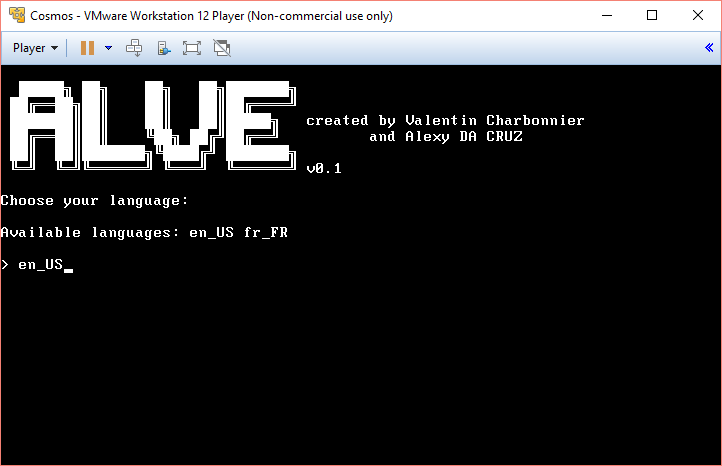 Cosmos - VMware Workstation 12 Player (Non-commercial use only)
Player
ALVE
created by Valentin Charbonnier
and Alexy DA CRUZ
v0.1
Choose your language:
Available languages: en_US fr_FR
> en_US_